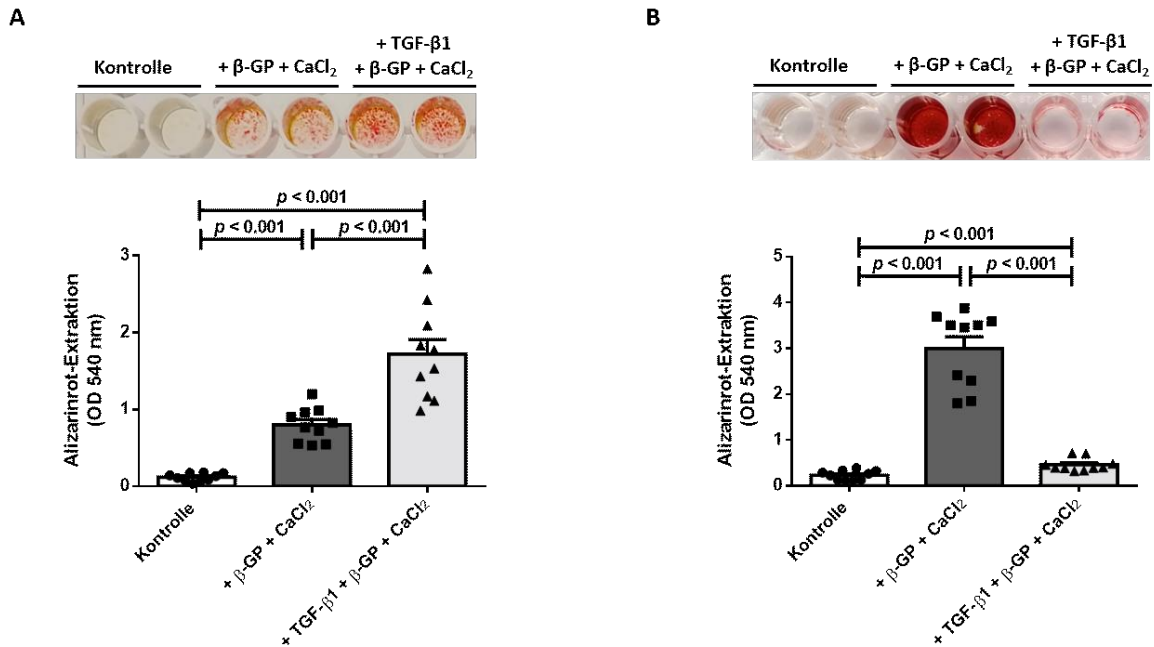 A
Kontrolle
+ β-GP + CaCl₂
+ TGF-β1
+ β-GP + CaCl₂
p < 0.001
p < 0.001
p < 0.001
Alizarinrot-Extraktion
(OD 540 nm)
3
2
1
0
Kontrolle
+ β-GP + CaCl₂
+ TGF-β1 + β-GP + CaCl₂
B
Kontrolle
+ β-GP + CaCl₂
+ TGF-β1
+ β-GP + CaCl₂
p < 0.001
p < 0.001
p < 0.001
Alizarinrot-Extraktion
(OD 540 nm)
5
4
3
2
1
0
Kontrolle
+ β-GP + CaCl₂
+ TGF-β1 + β-GP + CaCl₂